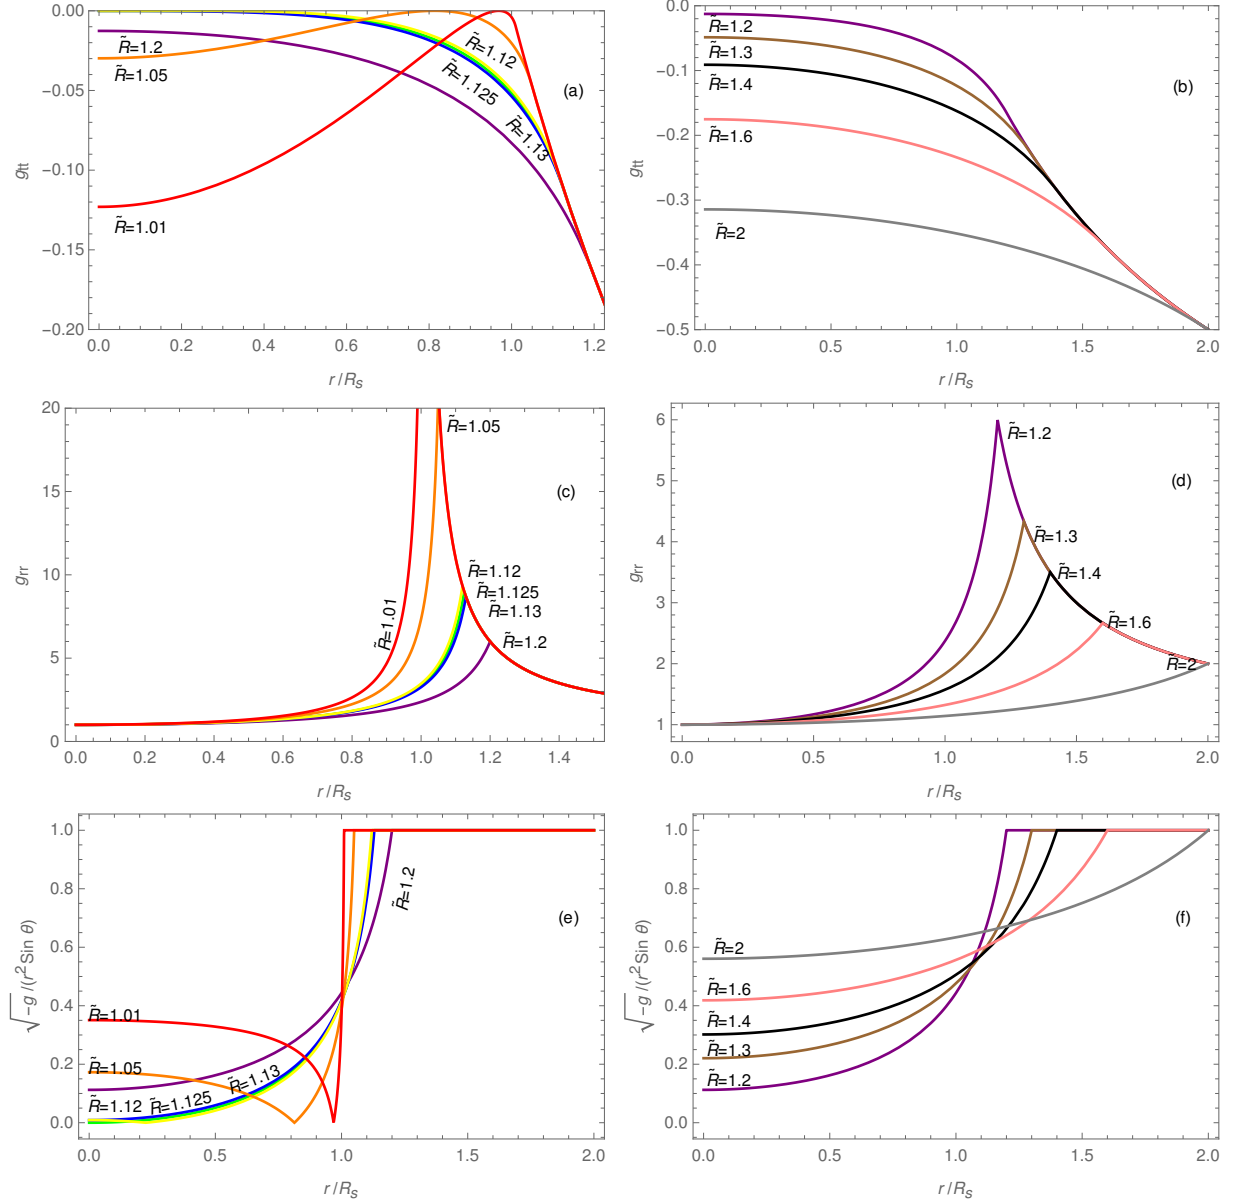 0.00
−0.05
−0.10
−0.15
−0.20
g_tt
R̃=1.2
R̃=1.05
R̃=1.01
R̃=1.12
R̃=1.125
R̃=1.13
(a)
0.0 0.2 0.4 0.6 0.8 1.0 1.2
r/R_s
0.0
−0.1
−0.2
−0.3
−0.4
−0.5
g_tt
R̃=1.2
R̃=1.3
R̃=1.4
R̃=1.6
R̃=2
(b)
0.0 0.5 1.0 1.5 2.0
r/R_s
20
15
10
5
0
g_rr
R̃=1.05
R̃=1.01
R̃=1.12
R̃=1.125
R̃=1.13
R̃=1.2
(c)
0.0 0.2 0.4 0.6 0.8 1.0 1.2 1.4
r/R_s
6
5
4
3
2
1
g_rr
R̃=1.2
R̃=1.3
R̃=1.4
R̃=1.6
R̃=2
(d)
0.0 0.5 1.0 1.5 2.0
r/R_s
1.0
0.8
0.6
0.4
0.2
0.0
√−g /(r² Sin θ)
R̃=1.2
R̃=1.01
R̃=1.05
R̃=1.12
R̃=1.125
R̃=1.13
(e)
0.0 0.5 1.0 1.5 2.0
r/R_s
1.0
0.8
0.6
0.4
0.2
0.0
√−g /(r² Sin θ)
R̃=2
R̃=1.6
R̃=1.4
R̃=1.3
R̃=1.2
(f)
0.0 0.5 1.0 1.5 2.0
r/R_s